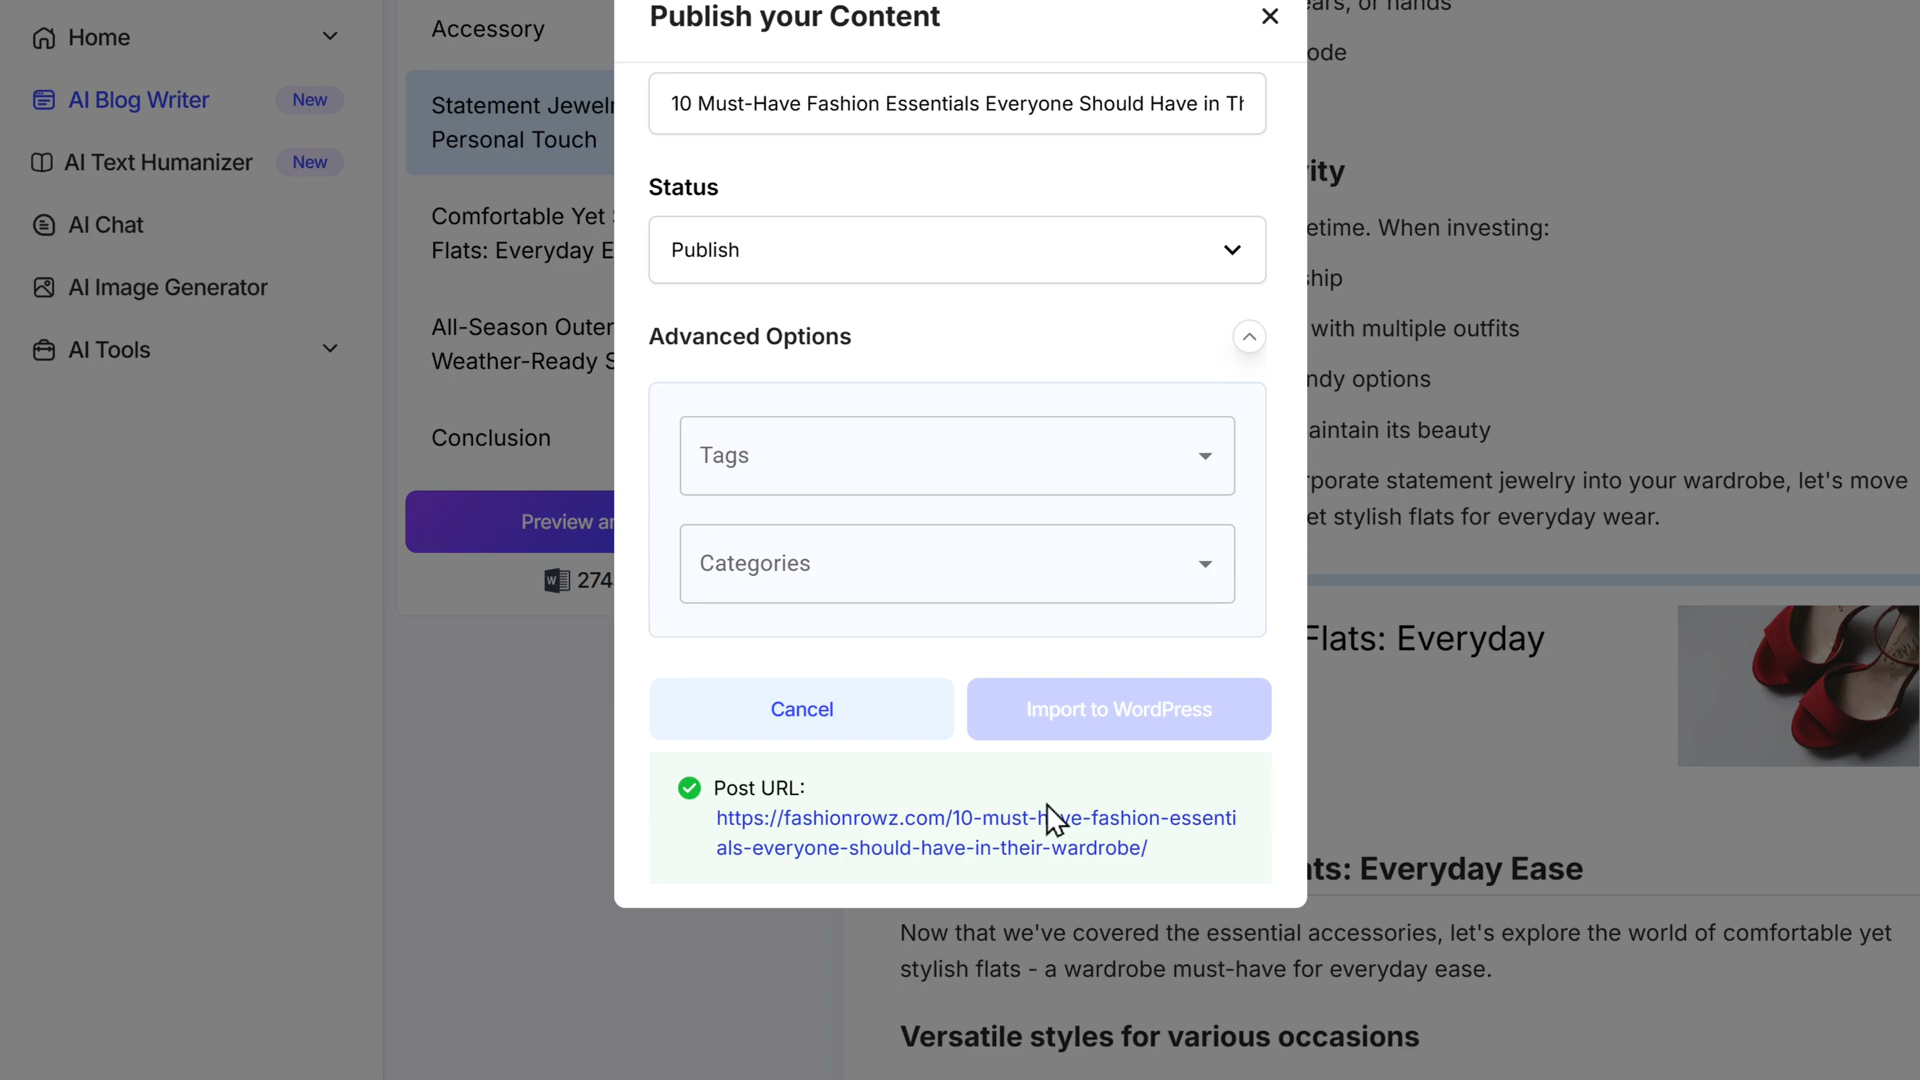 Home
AI Blog Writer New
AI Text Humanizer New
AI Chat
AI Image Generator
AI Tools
Accessory
Statement Jewelr
Personal Touch
Comfortable Yet
Flats: Everyday E
All-Season Outer
Weather-Ready S
Conclusion
Preview an
274
Publish your Content
10 Must-Have Fashion Essentials Everyone Should Have in Th
Status
Publish
Advanced Options
Tags
Categories
Cancel
Import to WordPress
Post URL:
https://fashionrowz.com/10-must-have-fashion-essenti
als-everyone-should-have-in-their-wardrobe/
ears, or hands
ode
ity
etime. When investing:
ship
with multiple outfits
ndy options
aintain its beauty
rporate statement jewelry into your wardrobe, let's move
et stylish flats for everyday wear.
Flats: Everyday
ats: Everyday Ease
Now that we've covered the essential accessories, let's explore the world of comfortable yet
stylish flats - a wardrobe must-have for everyday ease.
Versatile styles for various occasions